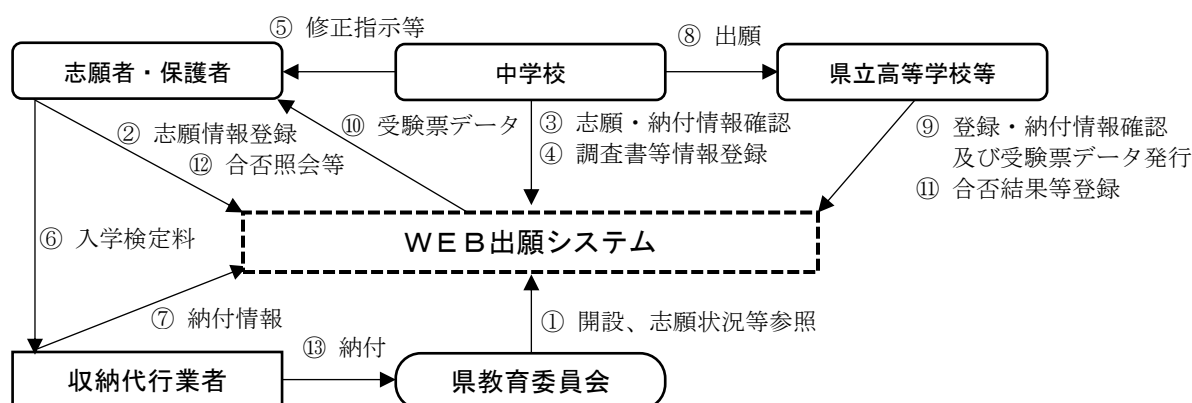 ⑤ 修正指示等
⑧ 出願
志願者・保護者
中学校
県立高等学校等
② 志願情報登録
⑫ 合否照会等
⑩ 受験票データ
③ 志願・納付情報確認
④ 調査書等情報登録
⑨ 登録・納付情報確認
及び受験票データ発行
⑪ 合否結果等登録
⑥ 入学検定料
ＷＥＢ出願システム
⑦ 納付情報
① 開設、志願状況等参照
⑬ 納付
収納代行業者
県教育委員会